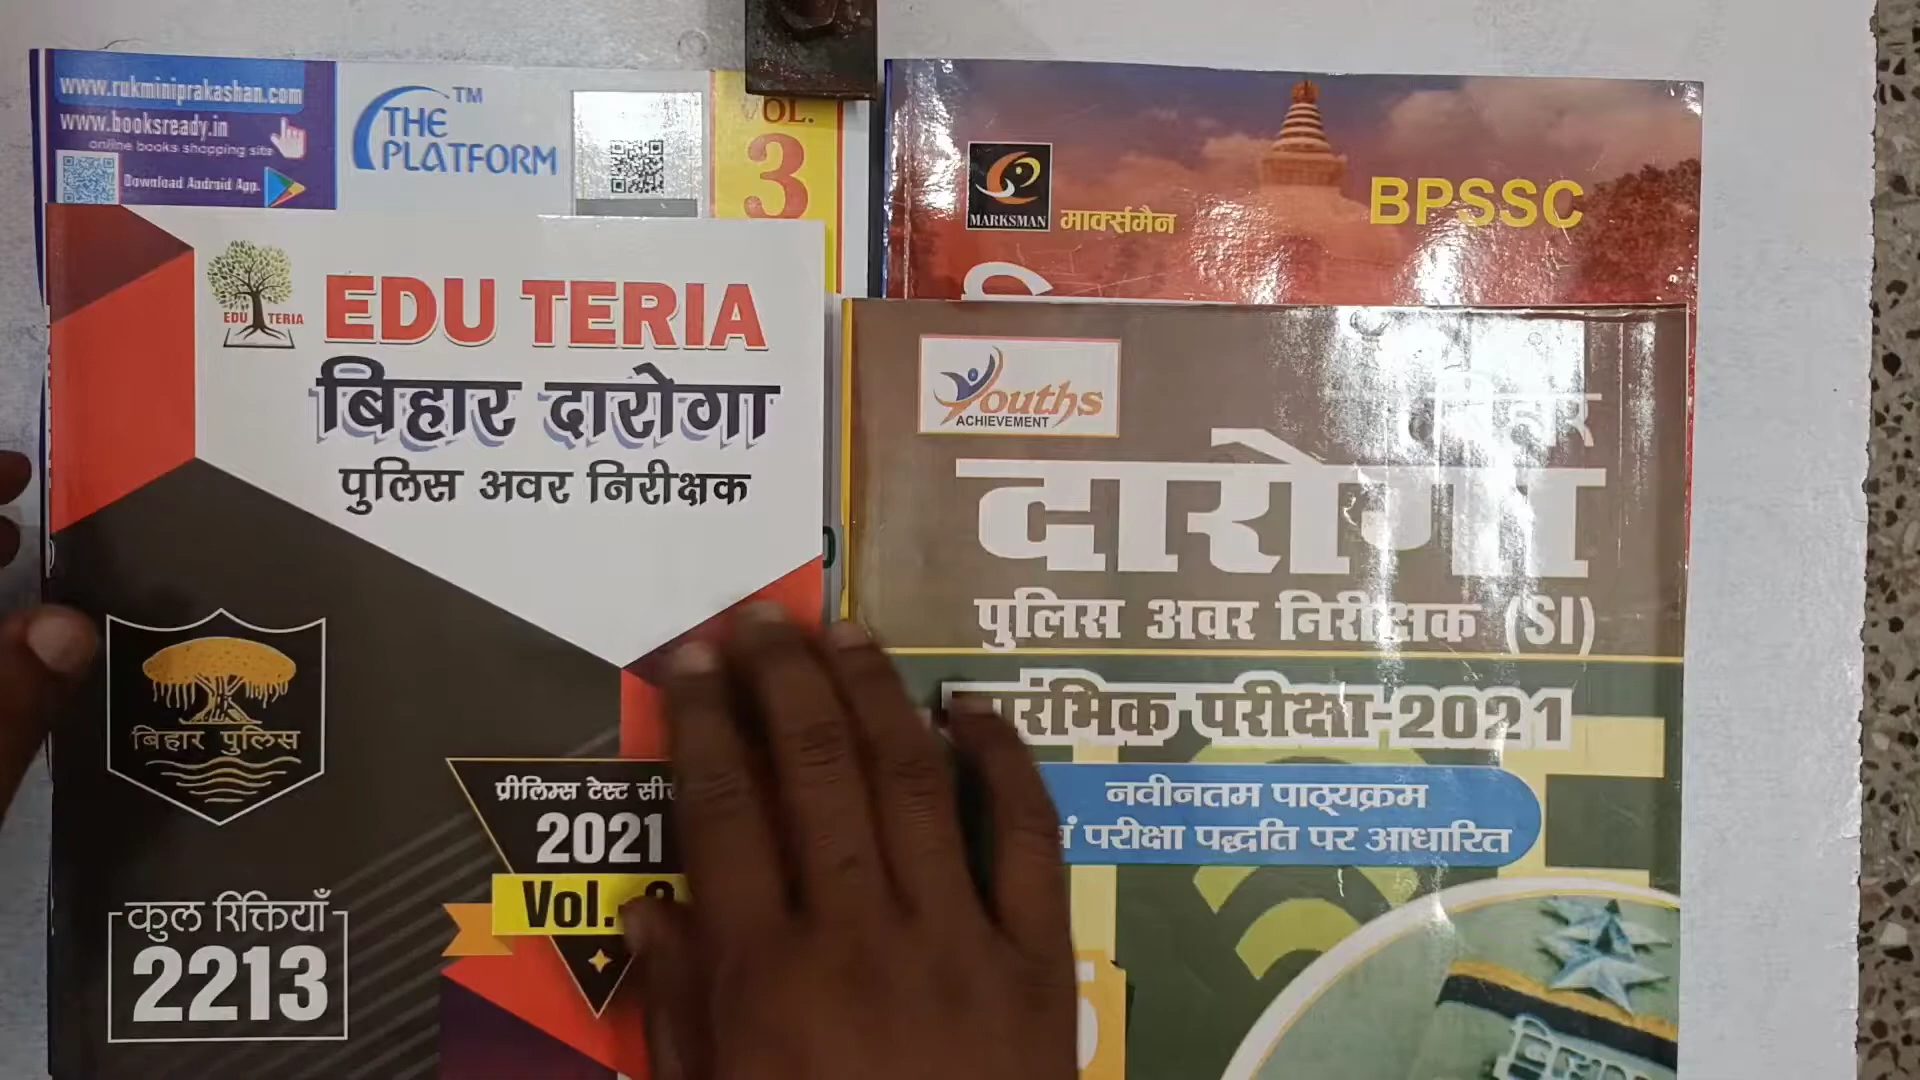 www.rukminiprakashan.com
www.booksready.in
online books shopping site
Download Android App.
THE PLATFORM™
VOL.
3
MARKSMAN
मार्क्समैन
BPSSC
EDU TERIA
EDU TERIA
बिहार दारोगा
पुलिस अवर निरीक्षक
बिहार पुलिस
प्रीलिम्स टेस्ट
2021
Vol.
कुल रिक्तियाँ
2213
Youths
ACHIEVEMENT
बिहार
दारोगा
पुलिस अवर निरीक्षक (SI)
परीक्षा-2021
नवीनतम पाठ्यक्रम
परीक्षा पद्धति पर आधारित